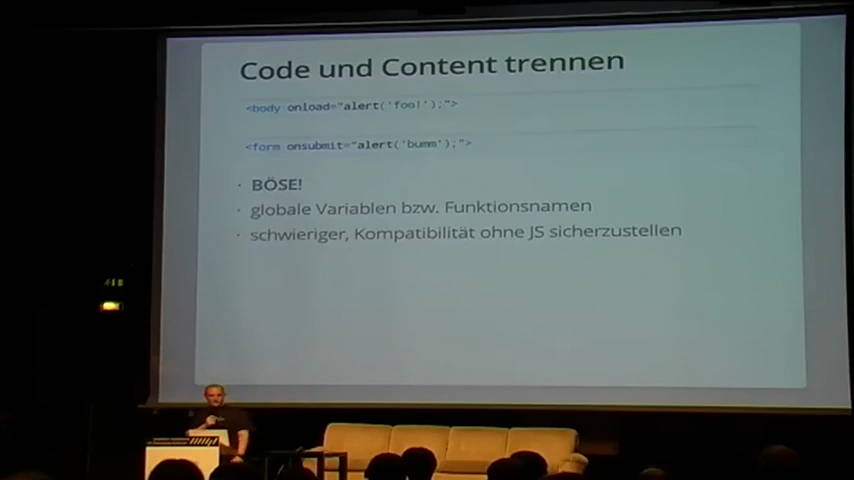 Code und Content trennen
<body onload="alert('foo!');">
<form onsubmit="alert('bumm');">
· BÖSE!
· globale Variablen bzw. Funktionsnamen
· schwieriger, Kompatibilität ohne JS sicherzustellen